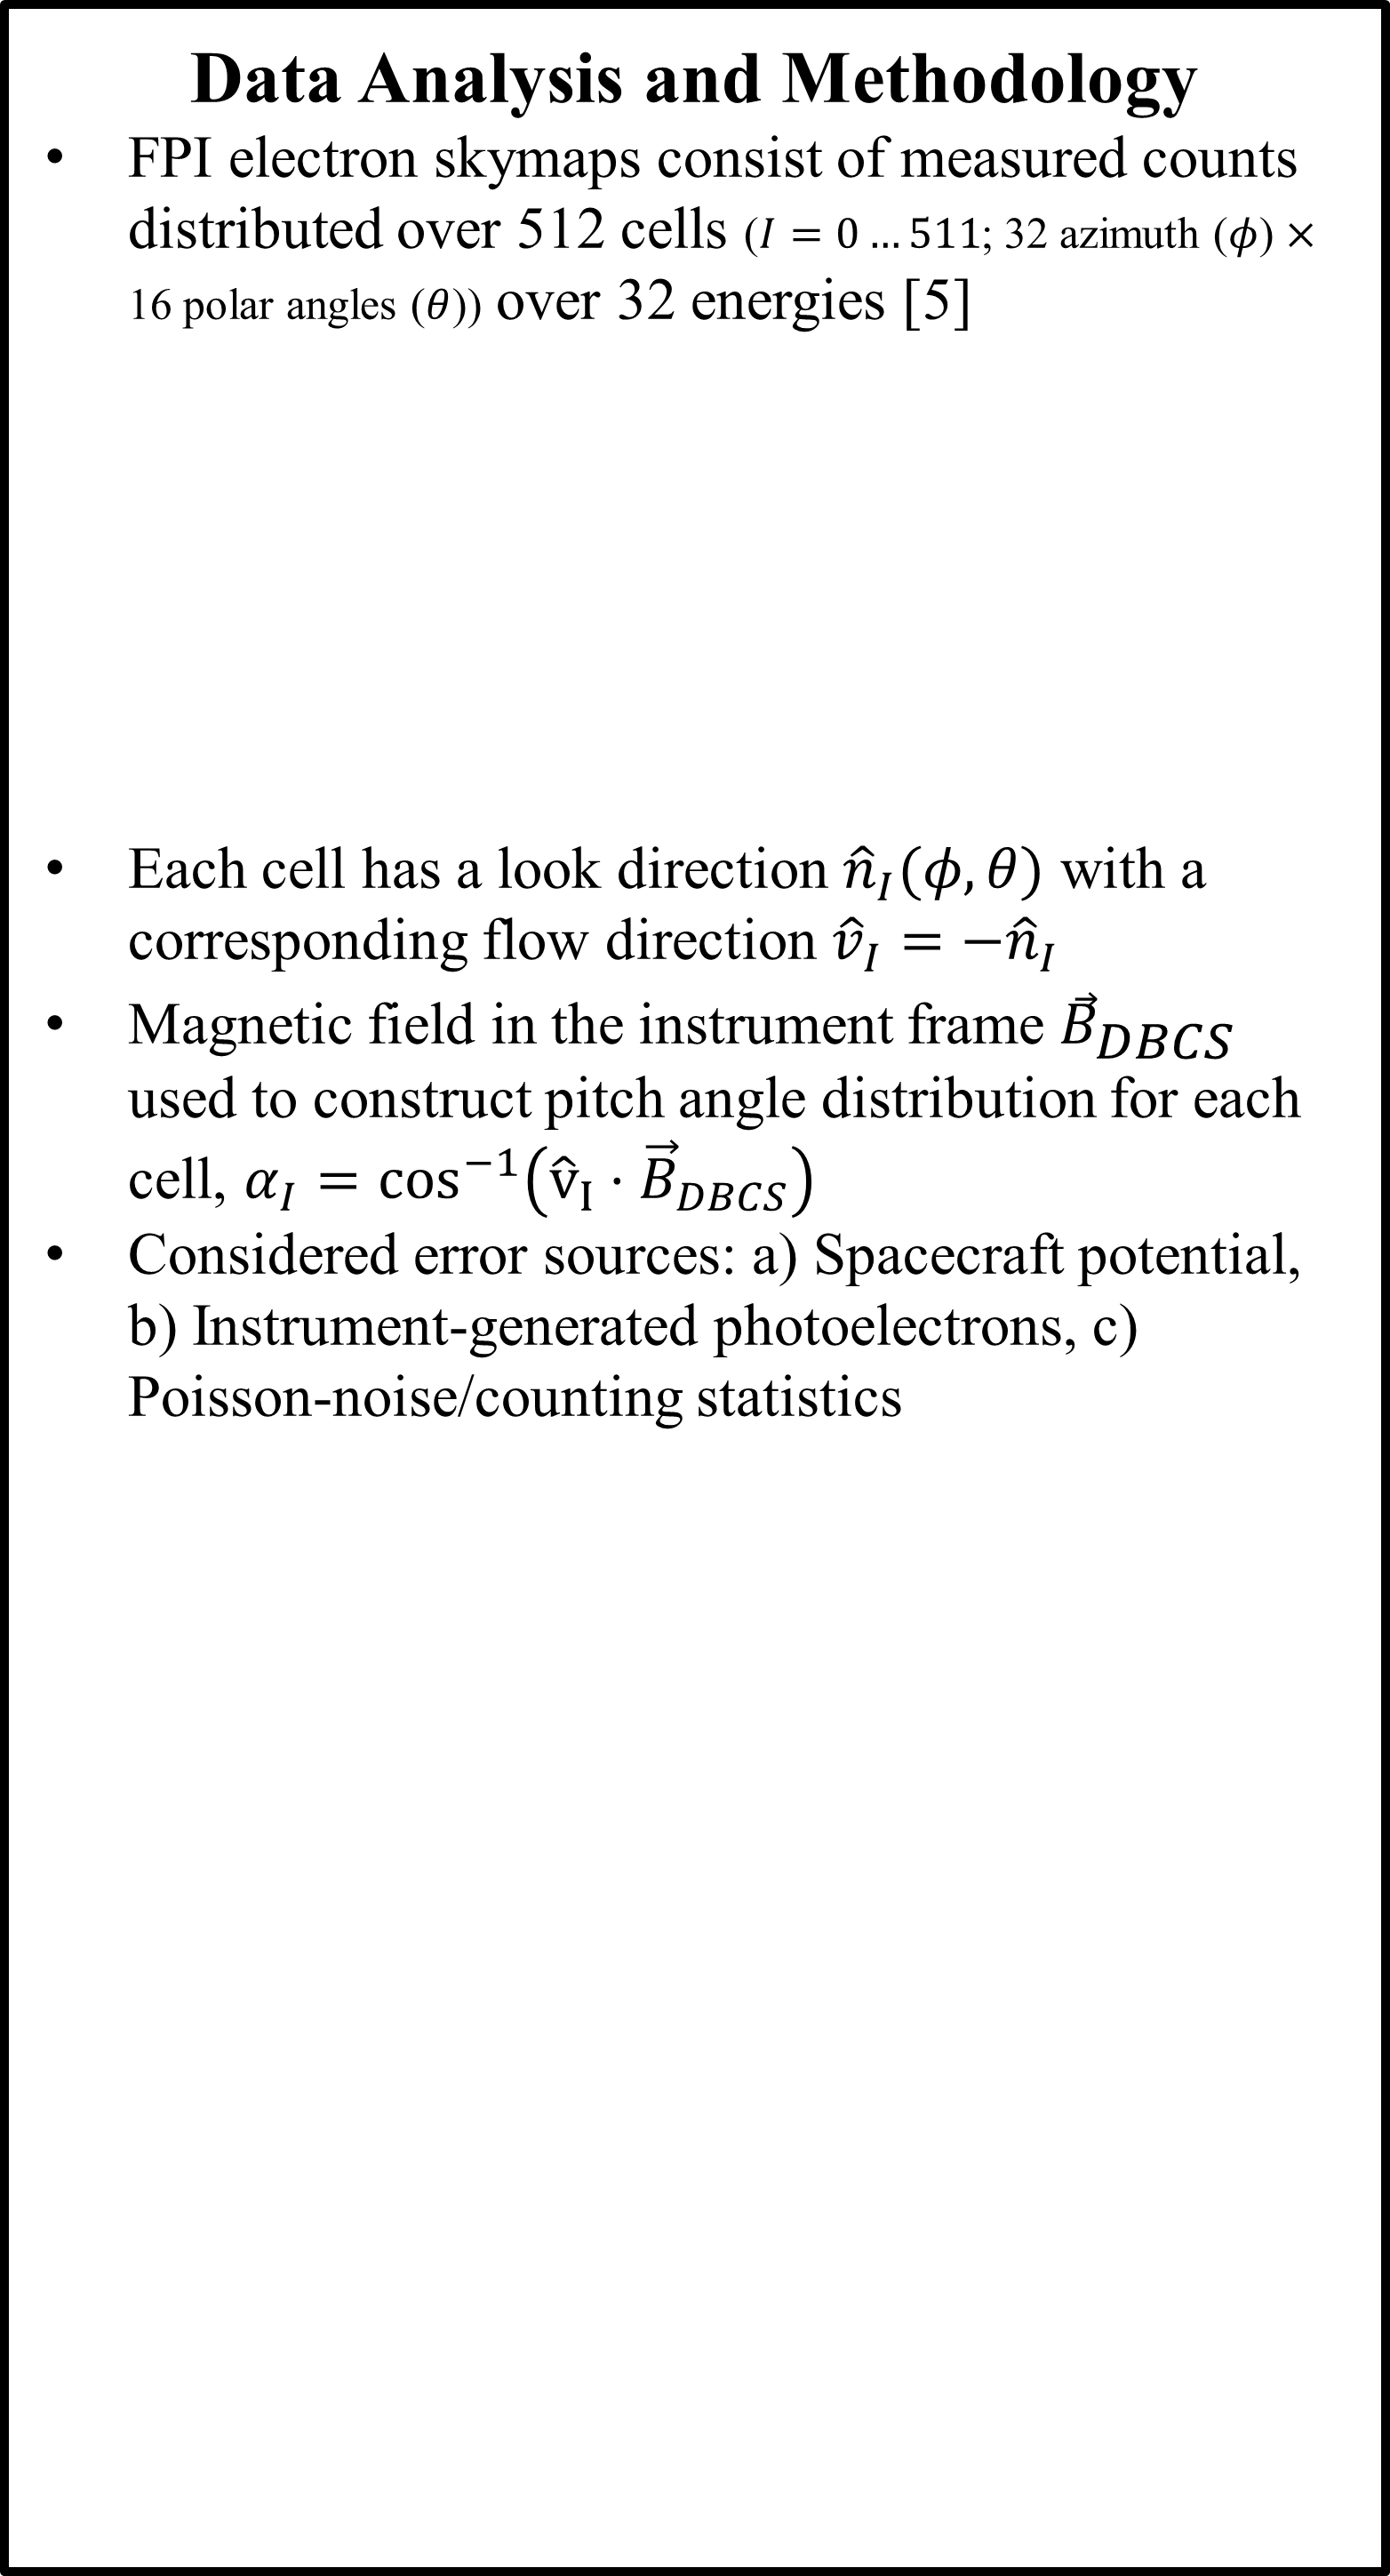 Data Analysis and Methodology
• FPI electron skymaps consist of measured counts
distributed over 512 cells (I = 0 … 511; 32 azimuth (ϕ) ×
16 polar angles (θ)) over 32 energies [5]
• Each cell has a look direction n̂_I(ϕ, θ) with a
corresponding flow direction v̂_I = −n̂_I
• Magnetic field in the instrument frame B⃗_DBCS
used to construct pitch angle distribution for each
cell, α_I = cos⁻¹(v̂_I · B⃗_DBCS)
• Considered error sources: a) Spacecraft potential,
b) Instrument-generated photoelectrons, c)
Poisson-noise/counting statistics